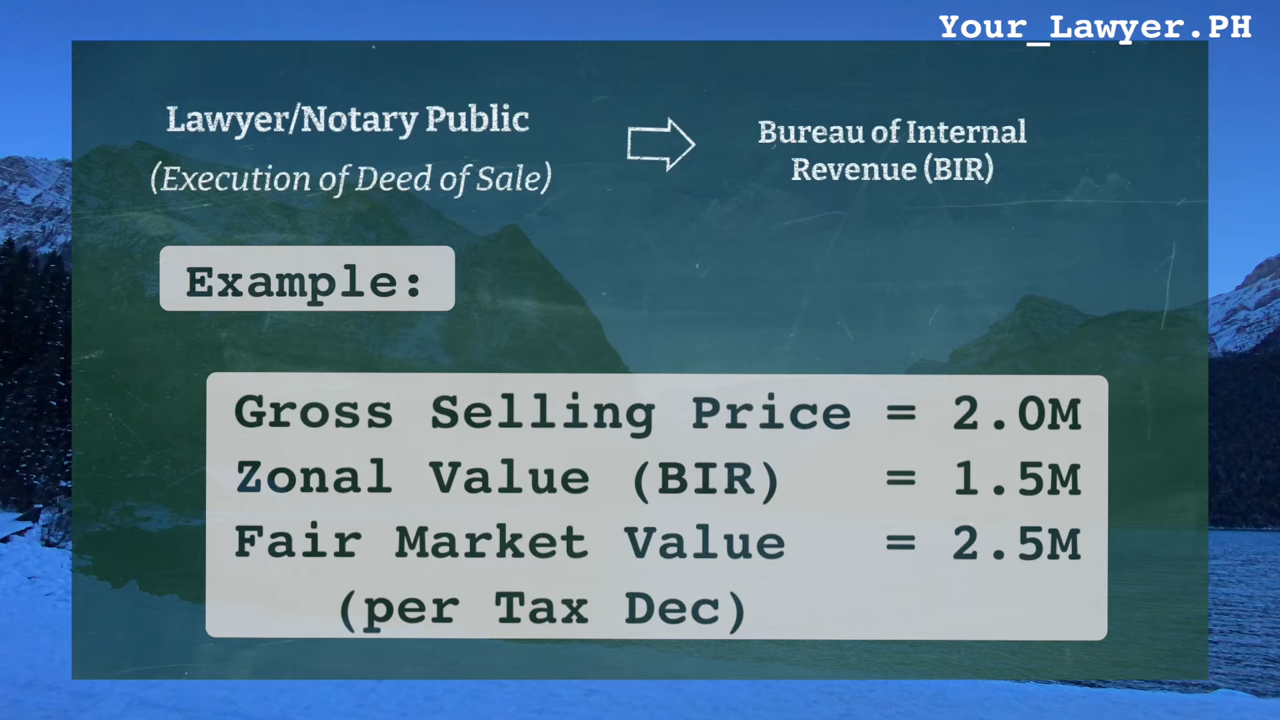 Your_Lawyer.PH
Lawyer/Notary Public
(Execution of Deed of Sale)
Bureau of Internal
Revenue (BIR)
Example:
Gross Selling Price = 2.0M
Zonal Value (BIR) = 1.5M
Fair Market Value = 2.5M
(per Tax Dec)